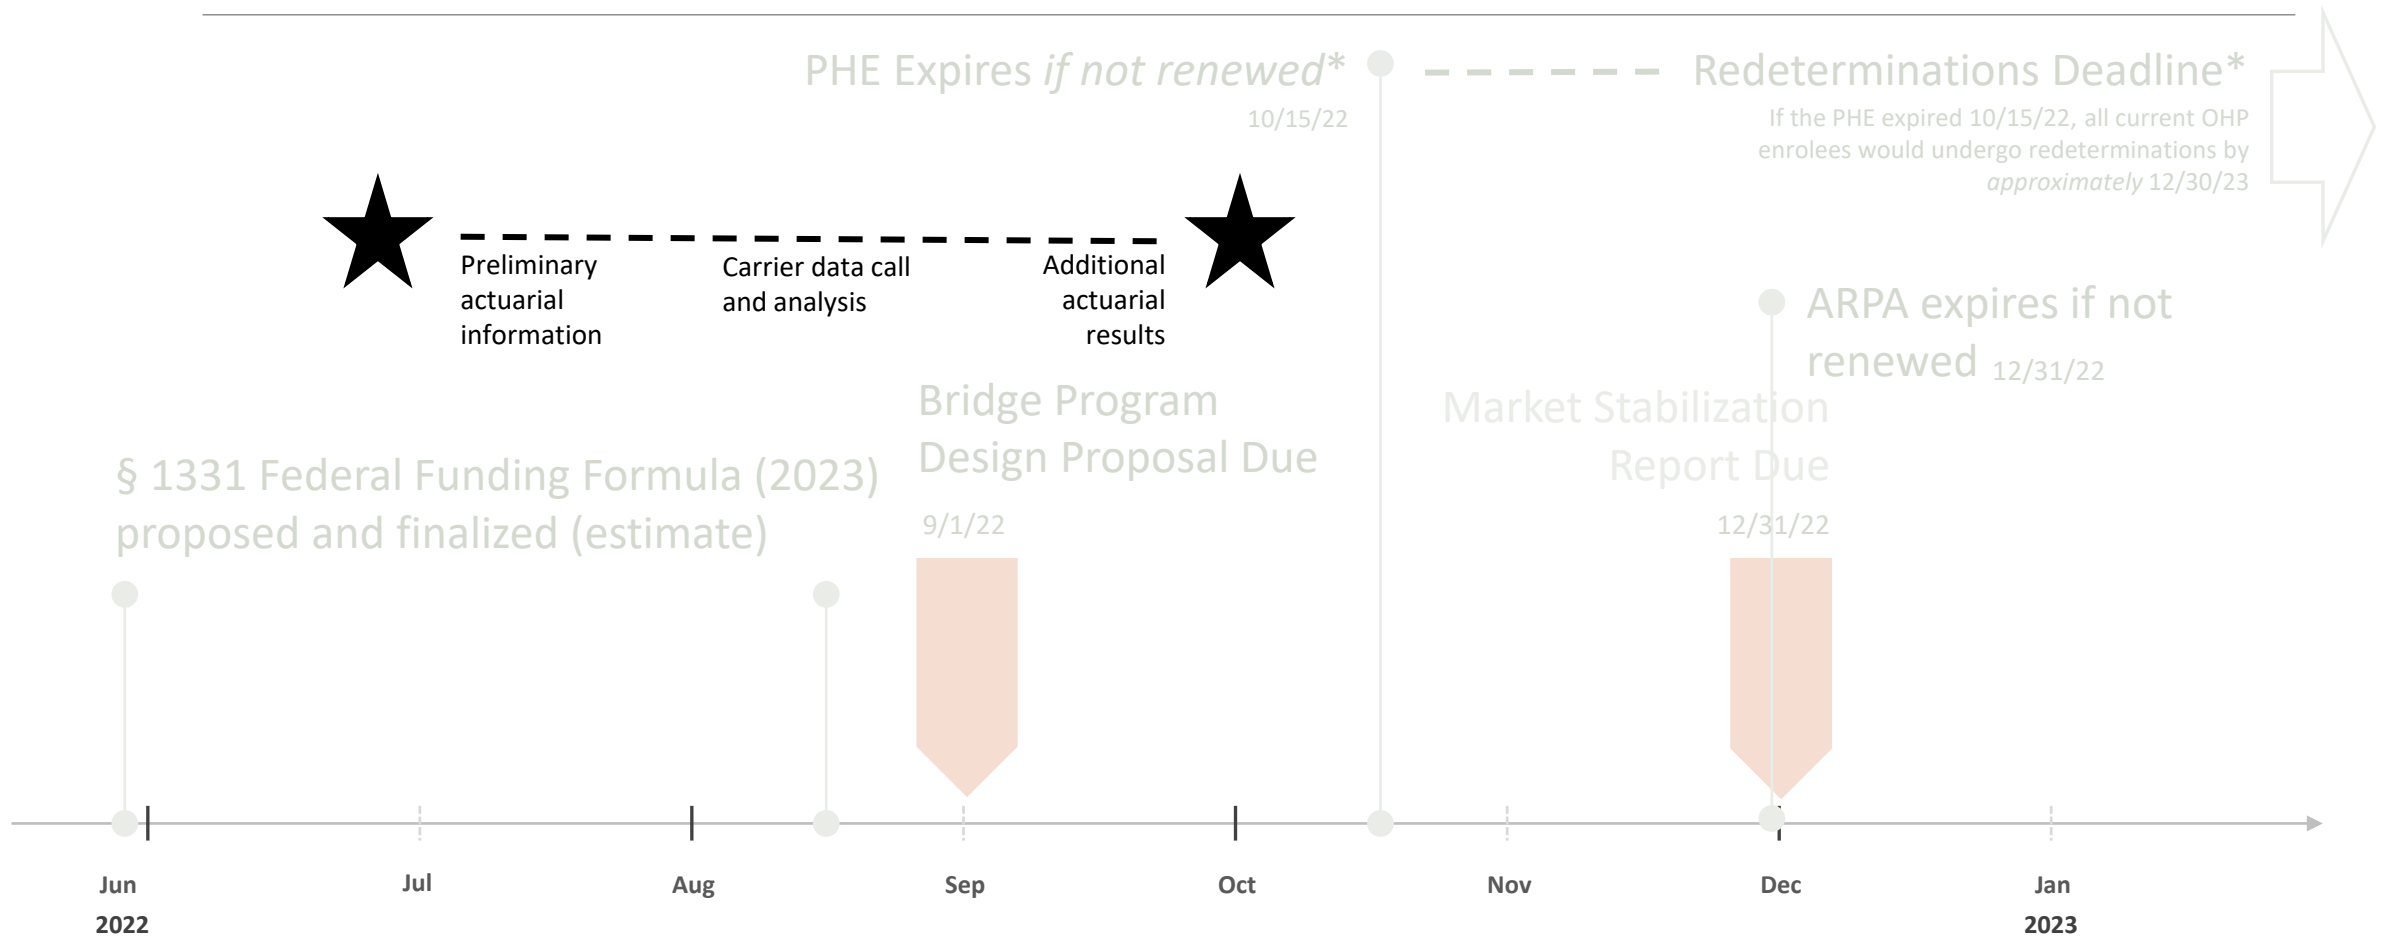 PHE Expires if not renewed*
10/15/22
Redeterminations Deadline*
If the PHE expired 10/15/22, all current OHP
enrolees would undergo redeterminations by
approximately 12/30/23
Preliminary
actuarial
information
Carrier data call
and analysis
Additional
actuarial
results
ARPA expires if not
renewed 12/31/22
Bridge Program
Design Proposal Due
9/1/22
Market Stabilization
Report Due
12/31/22
§ 1331 Federal Funding Formula (2023)
proposed and finalized (estimate)
Jun
2022
Jul
Aug
Sep
Oct
Nov
Dec
Jan
2023